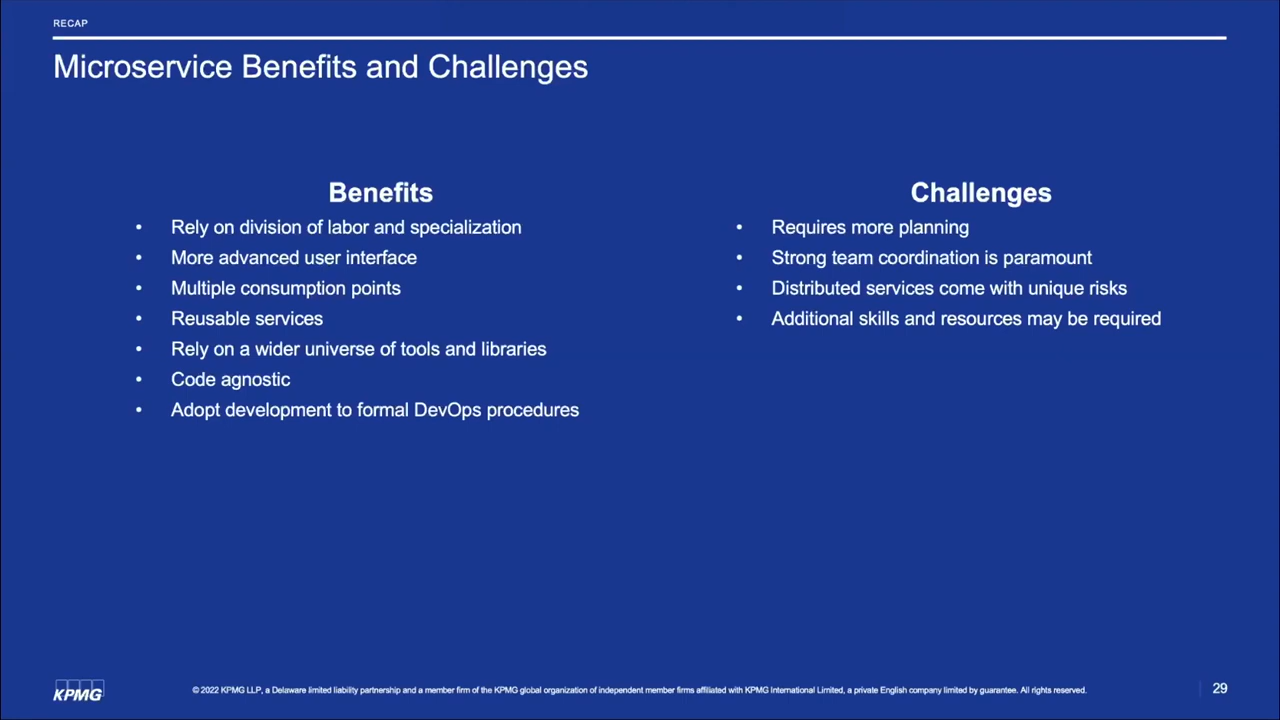 RECAP
Microservice Benefits and Challenges
Benefits
• Rely on division of labor and specialization
• More advanced user interface
• Multiple consumption points
• Reusable services
• Rely on a wider universe of tools and libraries
• Code agnostic
• Adopt development to formal DevOps procedures
Challenges
• Requires more planning
• Strong team coordination is paramount
• Distributed services come with unique risks
• Additional skills and resources may be required
KPMG
© 2022 KPMG LLP, a Delaware limited liability partnership and a member firm of the KPMG global organization of independent member firms affiliated with KPMG International Limited, a private English company limited by guarantee. All rights reserved.
29